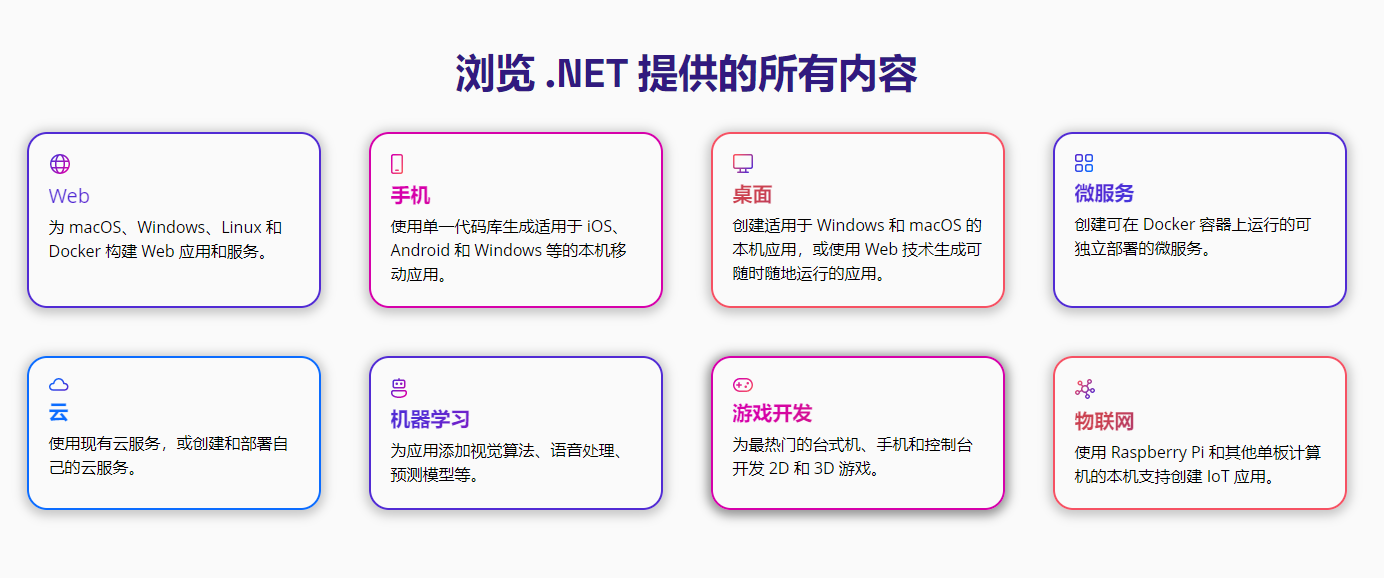 浏览 .NET 提供的所有内容
Web
为 macOS、Windows、Linux 和
Docker 构建 Web 应用和服务。
手机
使用单一代码库生成适用于 iOS、
Android 和 Windows 等的本机移
动应用。
桌面
创建适用于 Windows 和 macOS 的
本机应用，或使用 Web 技术生成可
随时随地运行的应用。
微服务
创建可在 Docker 容器上运行的可
独立部署的微服务。
云
使用现有云服务，或创建和部署自
己的云服务。
机器学习
为应用添加视觉算法、语音处理、
预测模型等。
游戏开发
为最热门的台式机、手机和控制台
开发 2D 和 3D 游戏。
物联网
使用 Raspberry Pi 和其他单板计算
机的本机支持创建 IoT 应用。